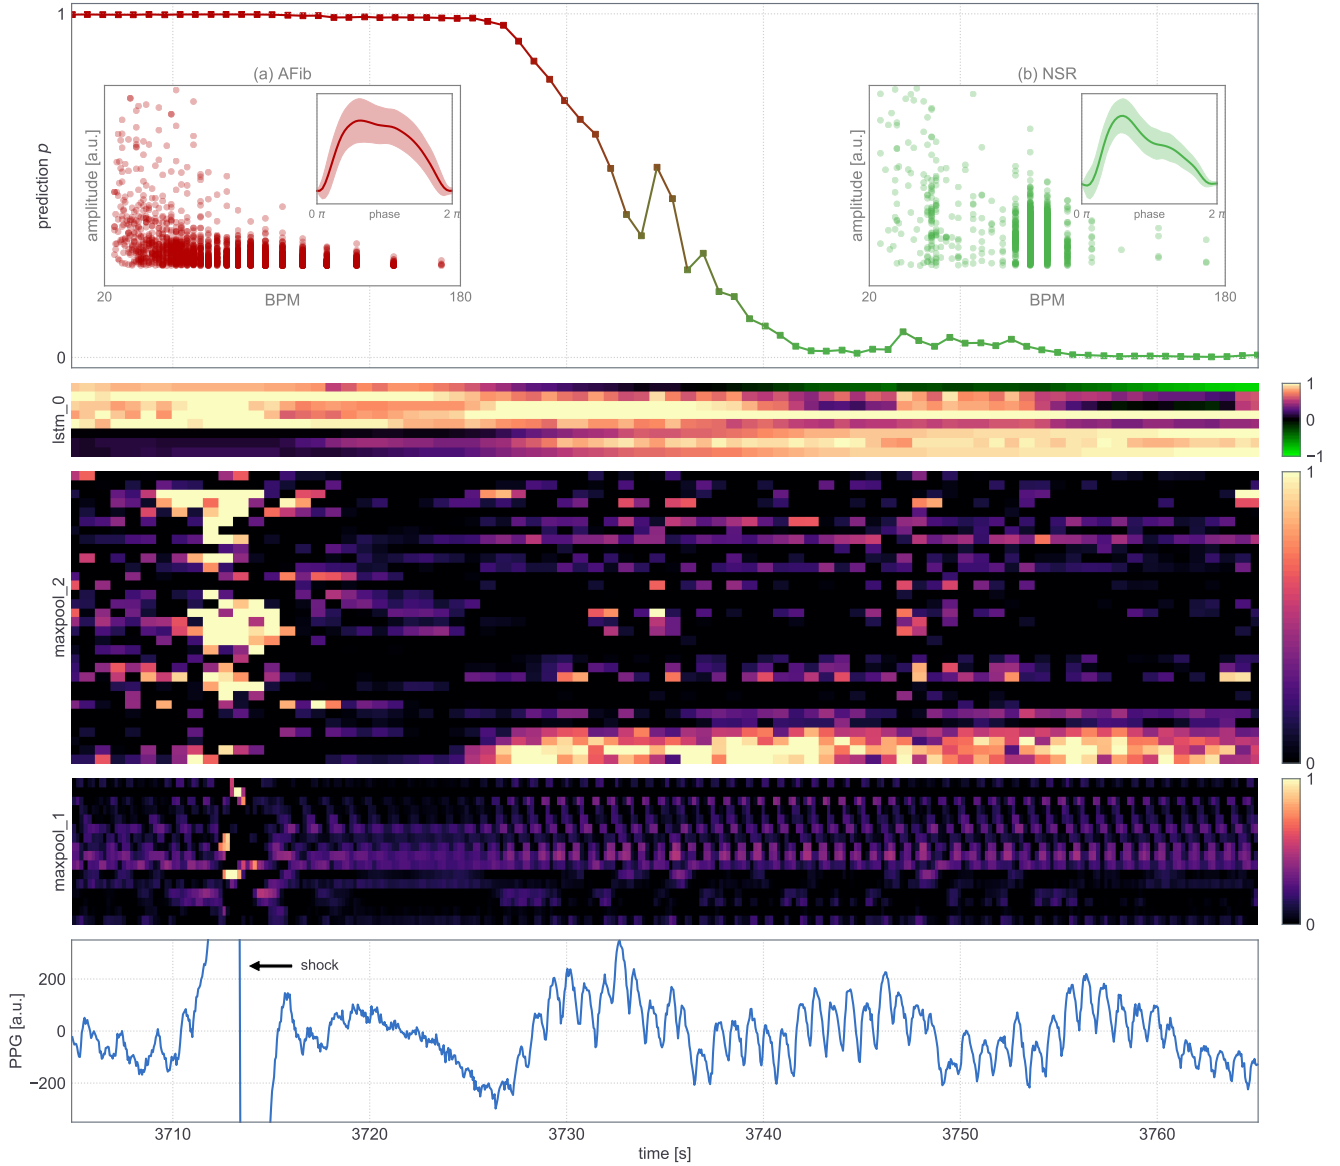 1
prediction p
0
(a) AFib
amplitude [a.u.]
0 π
phase
2 π
20
BPM
180
(b) NSR
amplitude [a.u.]
0 π
phase
2 π
20
BPM
180
lstm_0
1
0
−1
maxpool_2
1
0
maxpool_1
1
0
PPG [a.u.]
200
0
−200
shock
3710
3720
3730
3740
3750
3760
time [s]